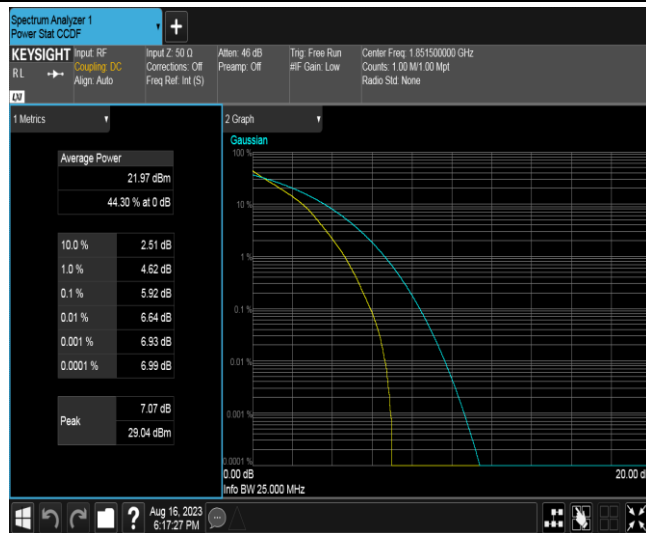 Spectrum Analyzer 1
Power Stat CCDF
+
KEYSIGHT
RL
LXI
Input: RF
Coupling: DC
Align: Auto
Input Z: 50 Ω
Corrections: Off
Freq Ref: Int (S)
Atten: 46 dB
Preamp: Off
Trig: Free Run
#IF Gain: Low
Center Freq: 1.851500000 GHz
Counts: 1.00 M/1.00 Mpt
Radio Std: None
1 Metrics
Average Power
21.97 dBm
44.30 % at 0 dB
10.0 % 2.51 dB
1.0 % 4.62 dB
0.1 % 5.92 dB
0.01 % 6.64 dB
0.001 % 6.93 dB
0.0001 % 6.99 dB
Peak
7.07 dB
29.04 dBm
2 Graph
Gaussian
100 %
10 %
1 %
0.1 %
0.01 %
0.001 %
0.0001 %
0.00 dB 20.00 d
Info BW 25.000 MHz
?
Aug 16, 2023
6:17:27 PM